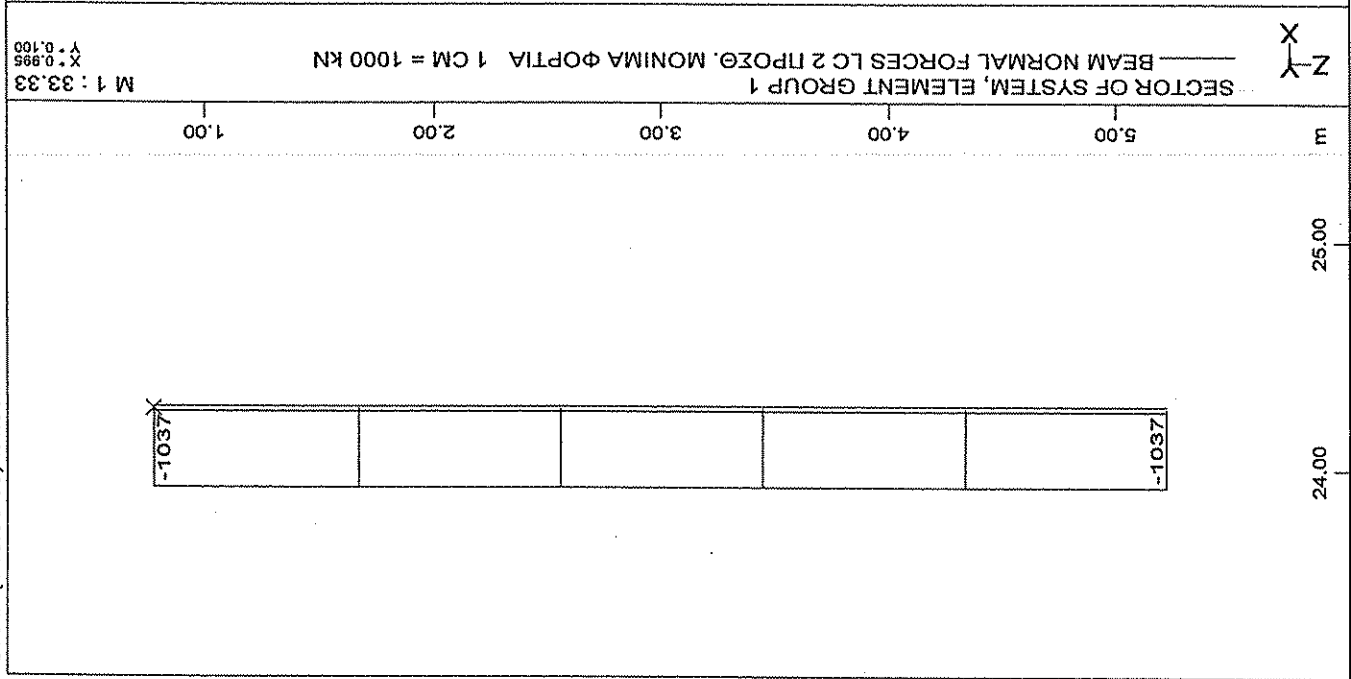 24.00
25.00
-1037
-1037
m
5.00
4.00
3.00
2.00
1.00
SECTOR OF SYSTEM, ELEMENT GROUP 1
M 1 : 33.33
BEAM NORMAL FORCES LC 2 ΠΡΟΣΘ. ΜΟΝΙΜΑ ΦΟΡΤΙΑ 1 CM = 1000 KN
X * 0.995
Y * 0.100
Z
Y
X